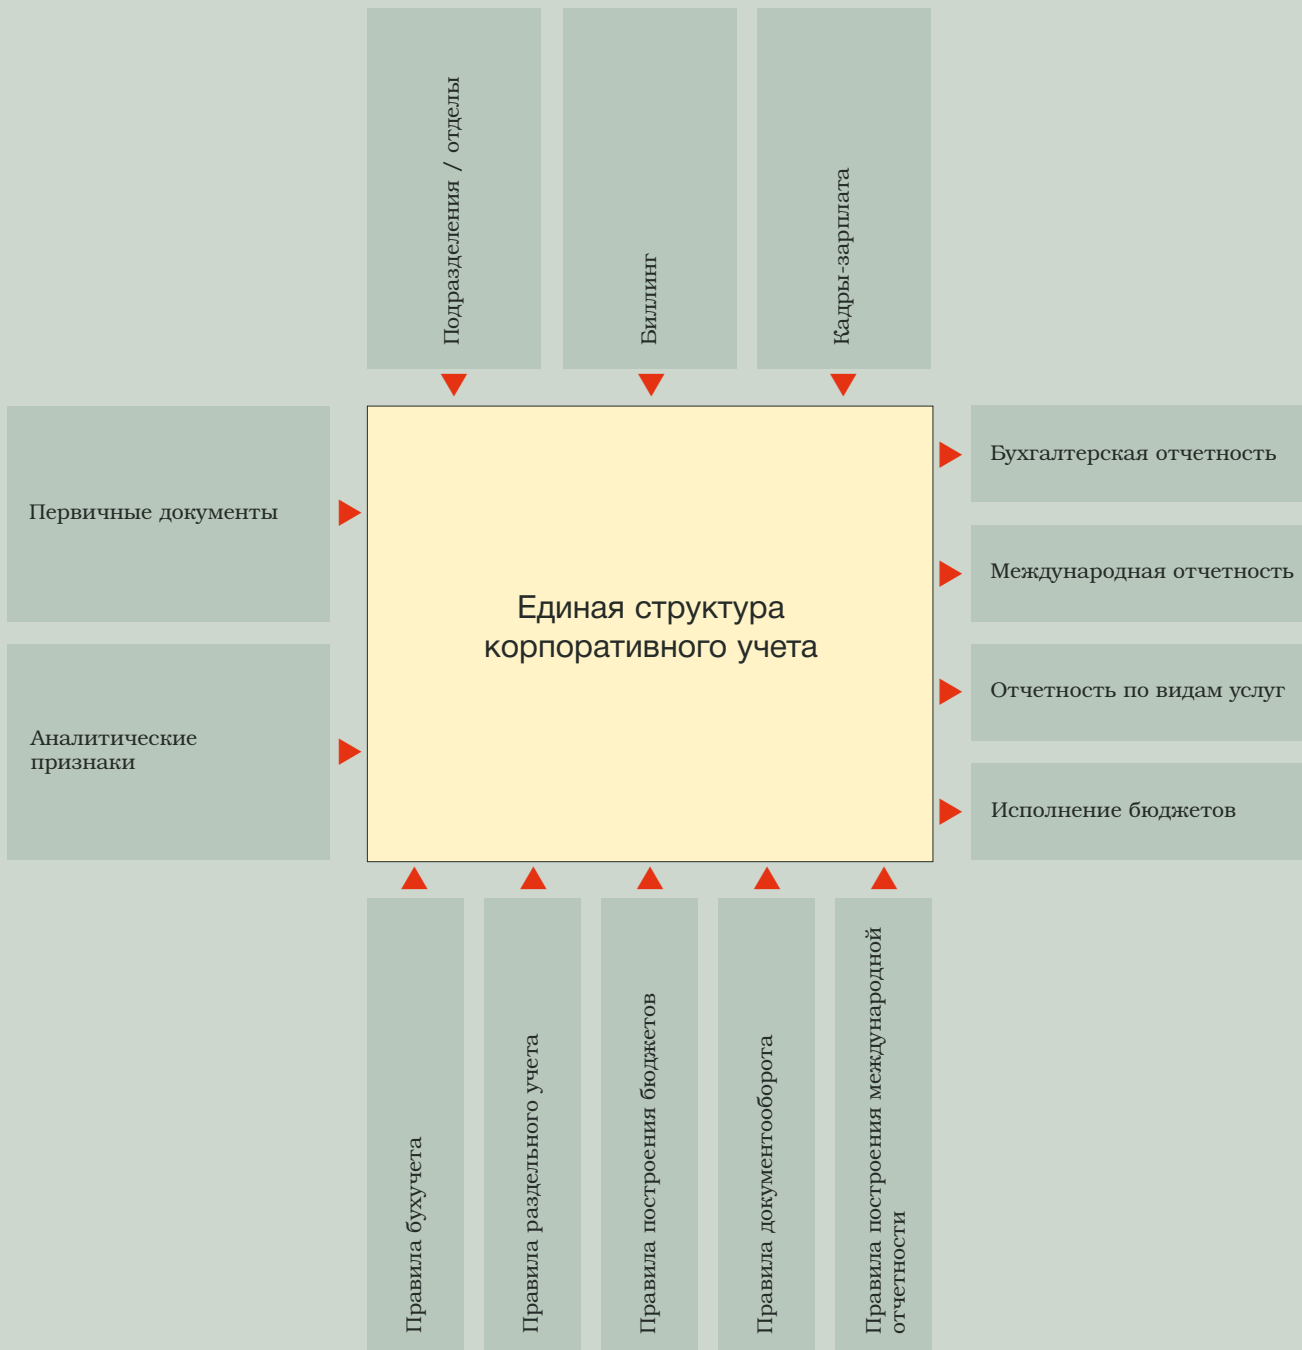 Подразделения / отделы
Биллинг
Кадры-зарплата
Первичные документы
Аналитические
признаки
Единая структура
корпоративного учета
Бухгалтерская отчетность
Международная отчетность
Отчетность по видам услуг
Исполнение бюджетов
Правила бухучета
Правила раздельного учета
Правила построения бюджетов
Правила документооборота
Правила построения международной
отчетности